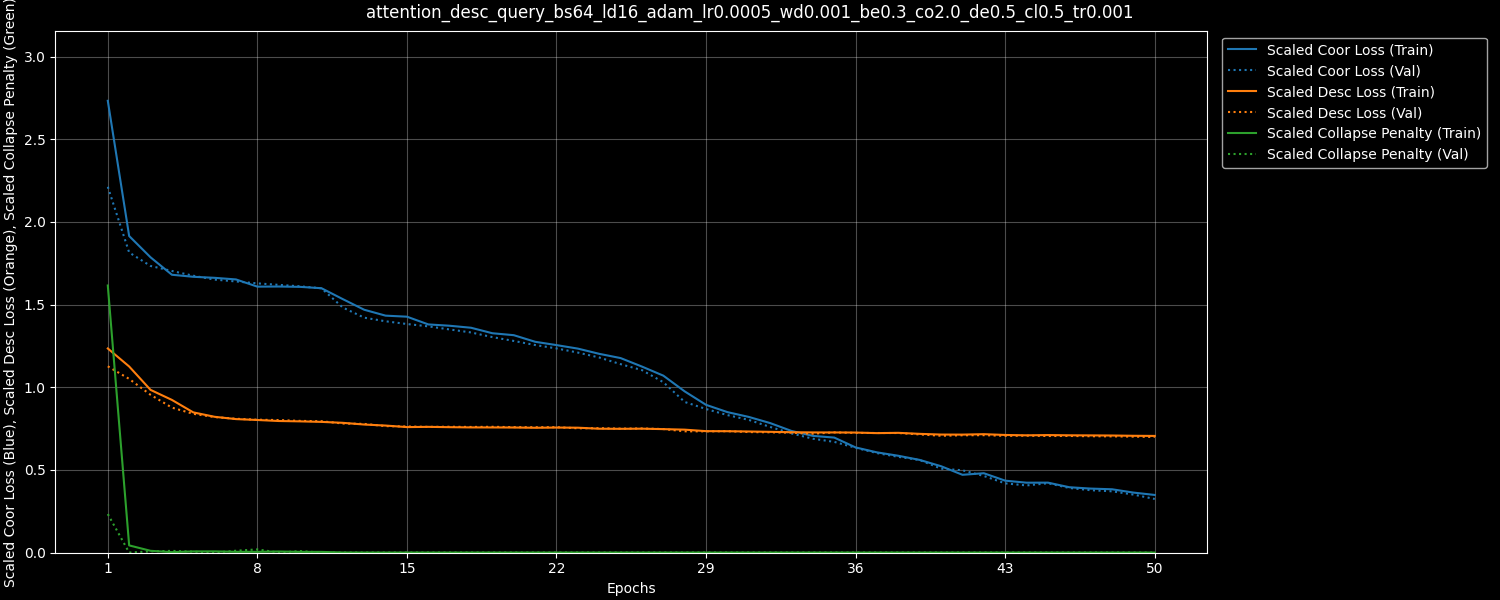 attention_desc_query_bs64_ld16_adam_lr0.0005_wd0.001_be0.3_co2.0_de0.5_cl0.5_tr0.001
Scaled Coor Loss (Blue), Scaled Desc Loss (Orange), Scaled Collapse Penalty (Green)
3.0
2.5
2.0
1.5
1.0
0.5
0.0
1 8 15 22 29 36 43 50
Epochs
Scaled Coor Loss (Train)
Scaled Coor Loss (Val)
Scaled Desc Loss (Train)
Scaled Desc Loss (Val)
Scaled Collapse Penalty (Train)
Scaled Collapse Penalty (Val)